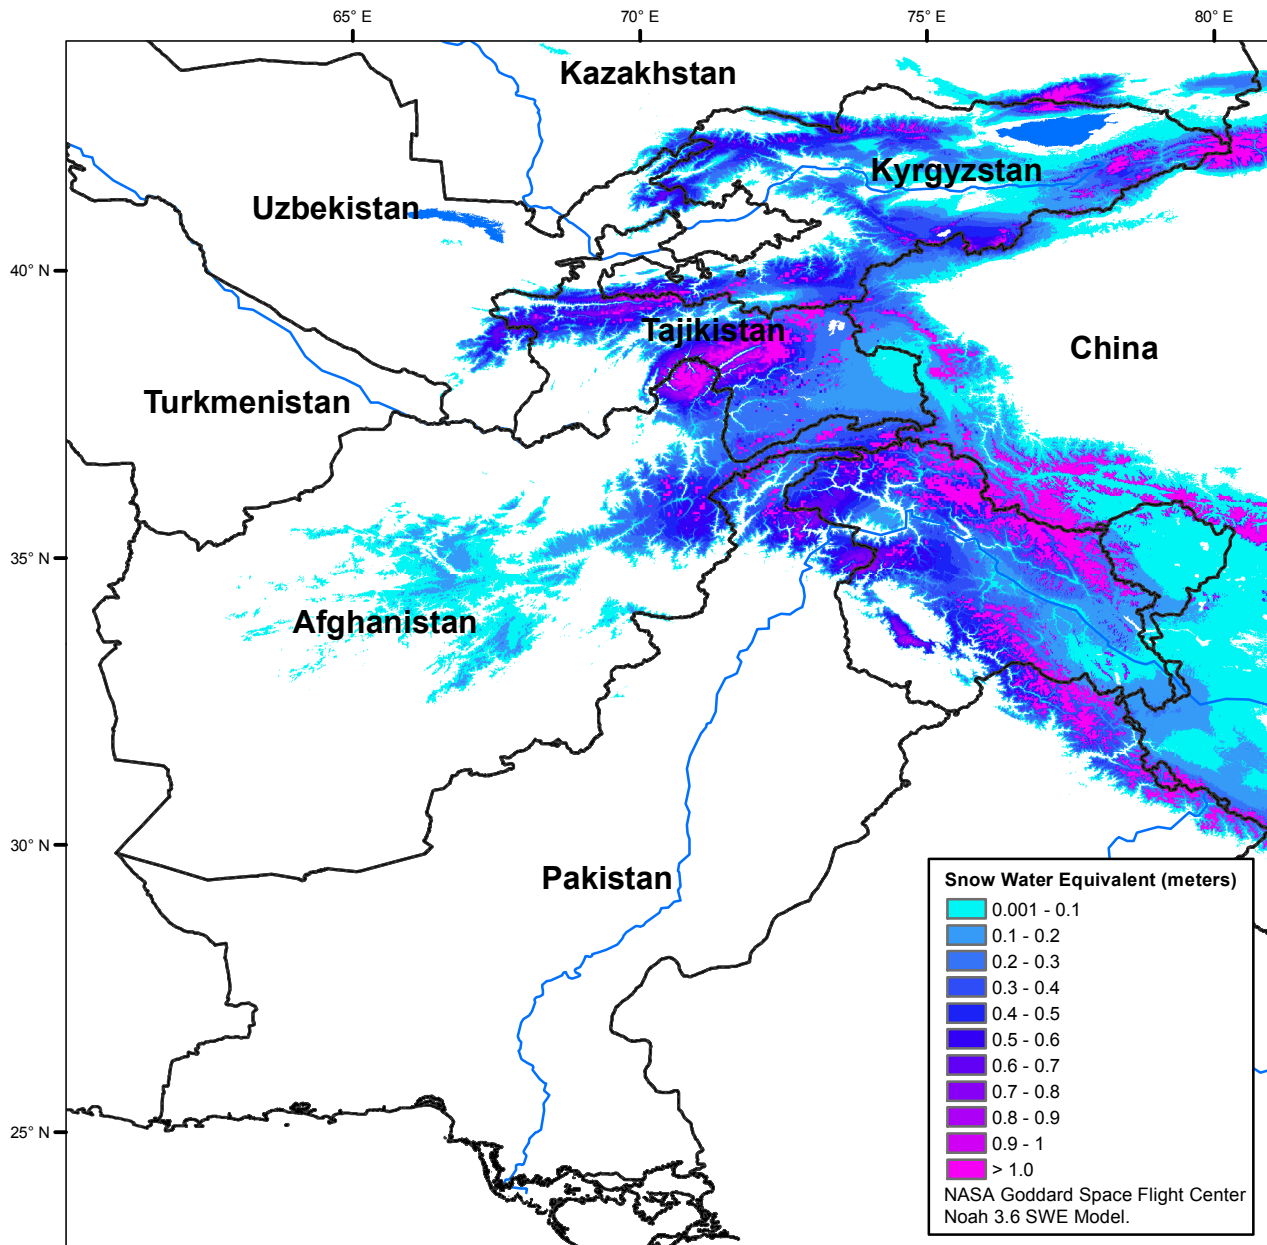 65° E
70° E
75° E
80° E
Kazakhstan
Kyrgyzstan
Uzbekistan
40° N
Tajikistan
China
Turkmenistan
35° N
Afghanistan
30° N
Pakistan
25° N
Snow Water Equivalent (meters)
0.001 - 0.1
0.1 - 0.2
0.2 - 0.3
0.3 - 0.4
0.4 - 0.5
0.5 - 0.6
0.6 - 0.7
0.7 - 0.8
0.8 - 0.9
0.9 - 1
> 1.0
NASA Goddard Space Flight Center
Noah 3.6 SWE Model.